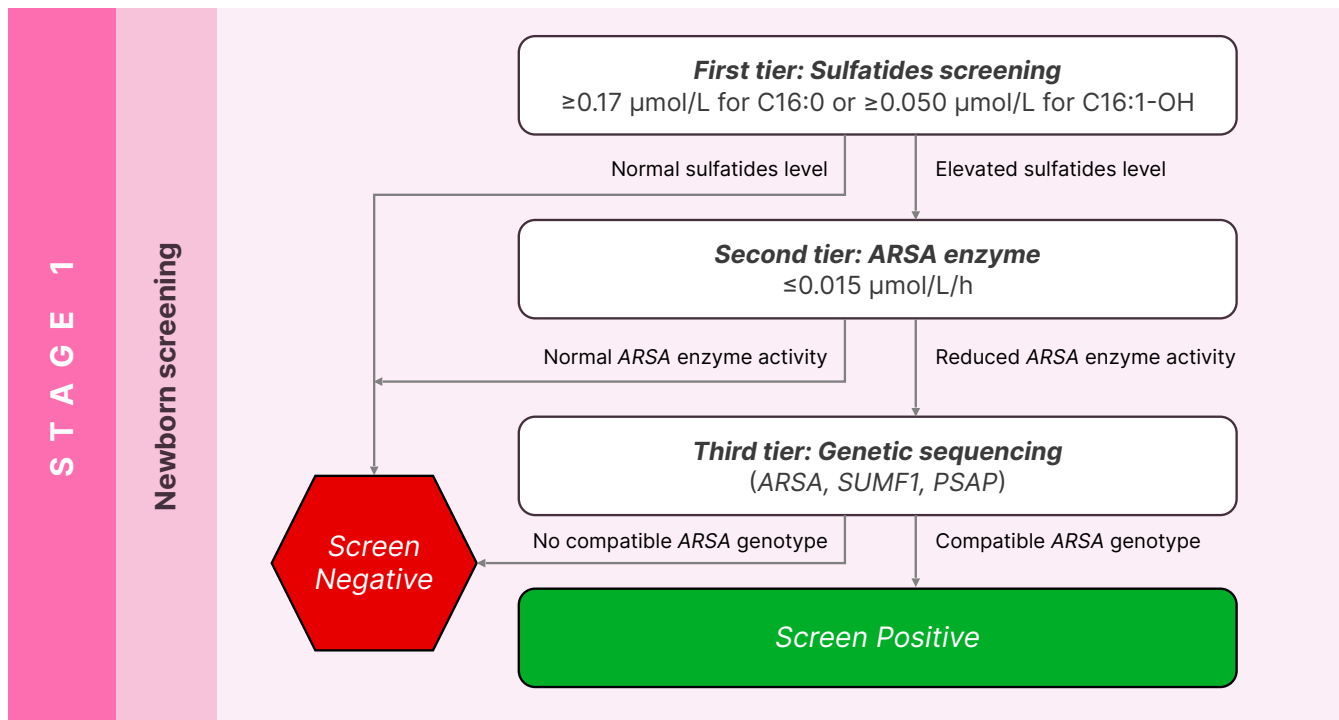 STAGE 1
Newborn screening
First tier: Sulfatides screening
≥0.17 µmol/L for C16:0 or ≥0.050 µmol/L for C16:1-OH
Normal sulfatides level
Elevated sulfatides level
Second tier: ARSA enzyme
≤0.015 µmol/L/h
Normal ARSA enzyme activity
Reduced ARSA enzyme activity
Third tier: Genetic sequencing
(ARSA, SUMF1, PSAP)
No compatible ARSA genotype
Compatible ARSA genotype
Screen
Negative
Screen Positive